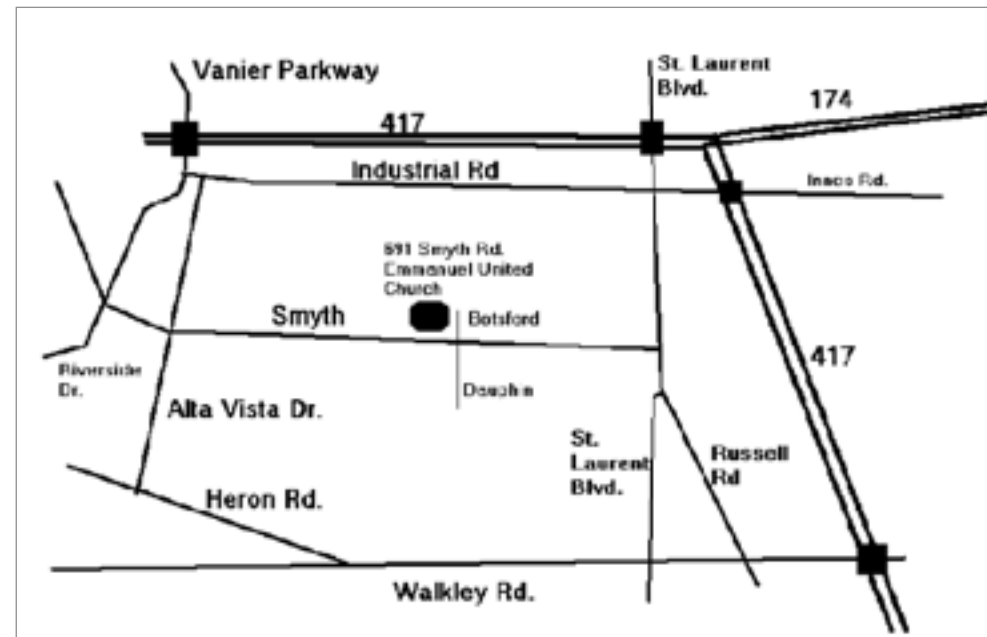 Vanier Parkway
St. Laurent
Blvd.
174
417
Industrial Rd
Innes Rd.
691 Smyth Rd.
Emmanuel United
Church
Smyth
Botsford
417
Riverside
Dr.
Dauphin
Alta Vista Dr.
St.
Laurent
Blvd.
Russell
Rd
Heron Rd.
Walkley Rd.